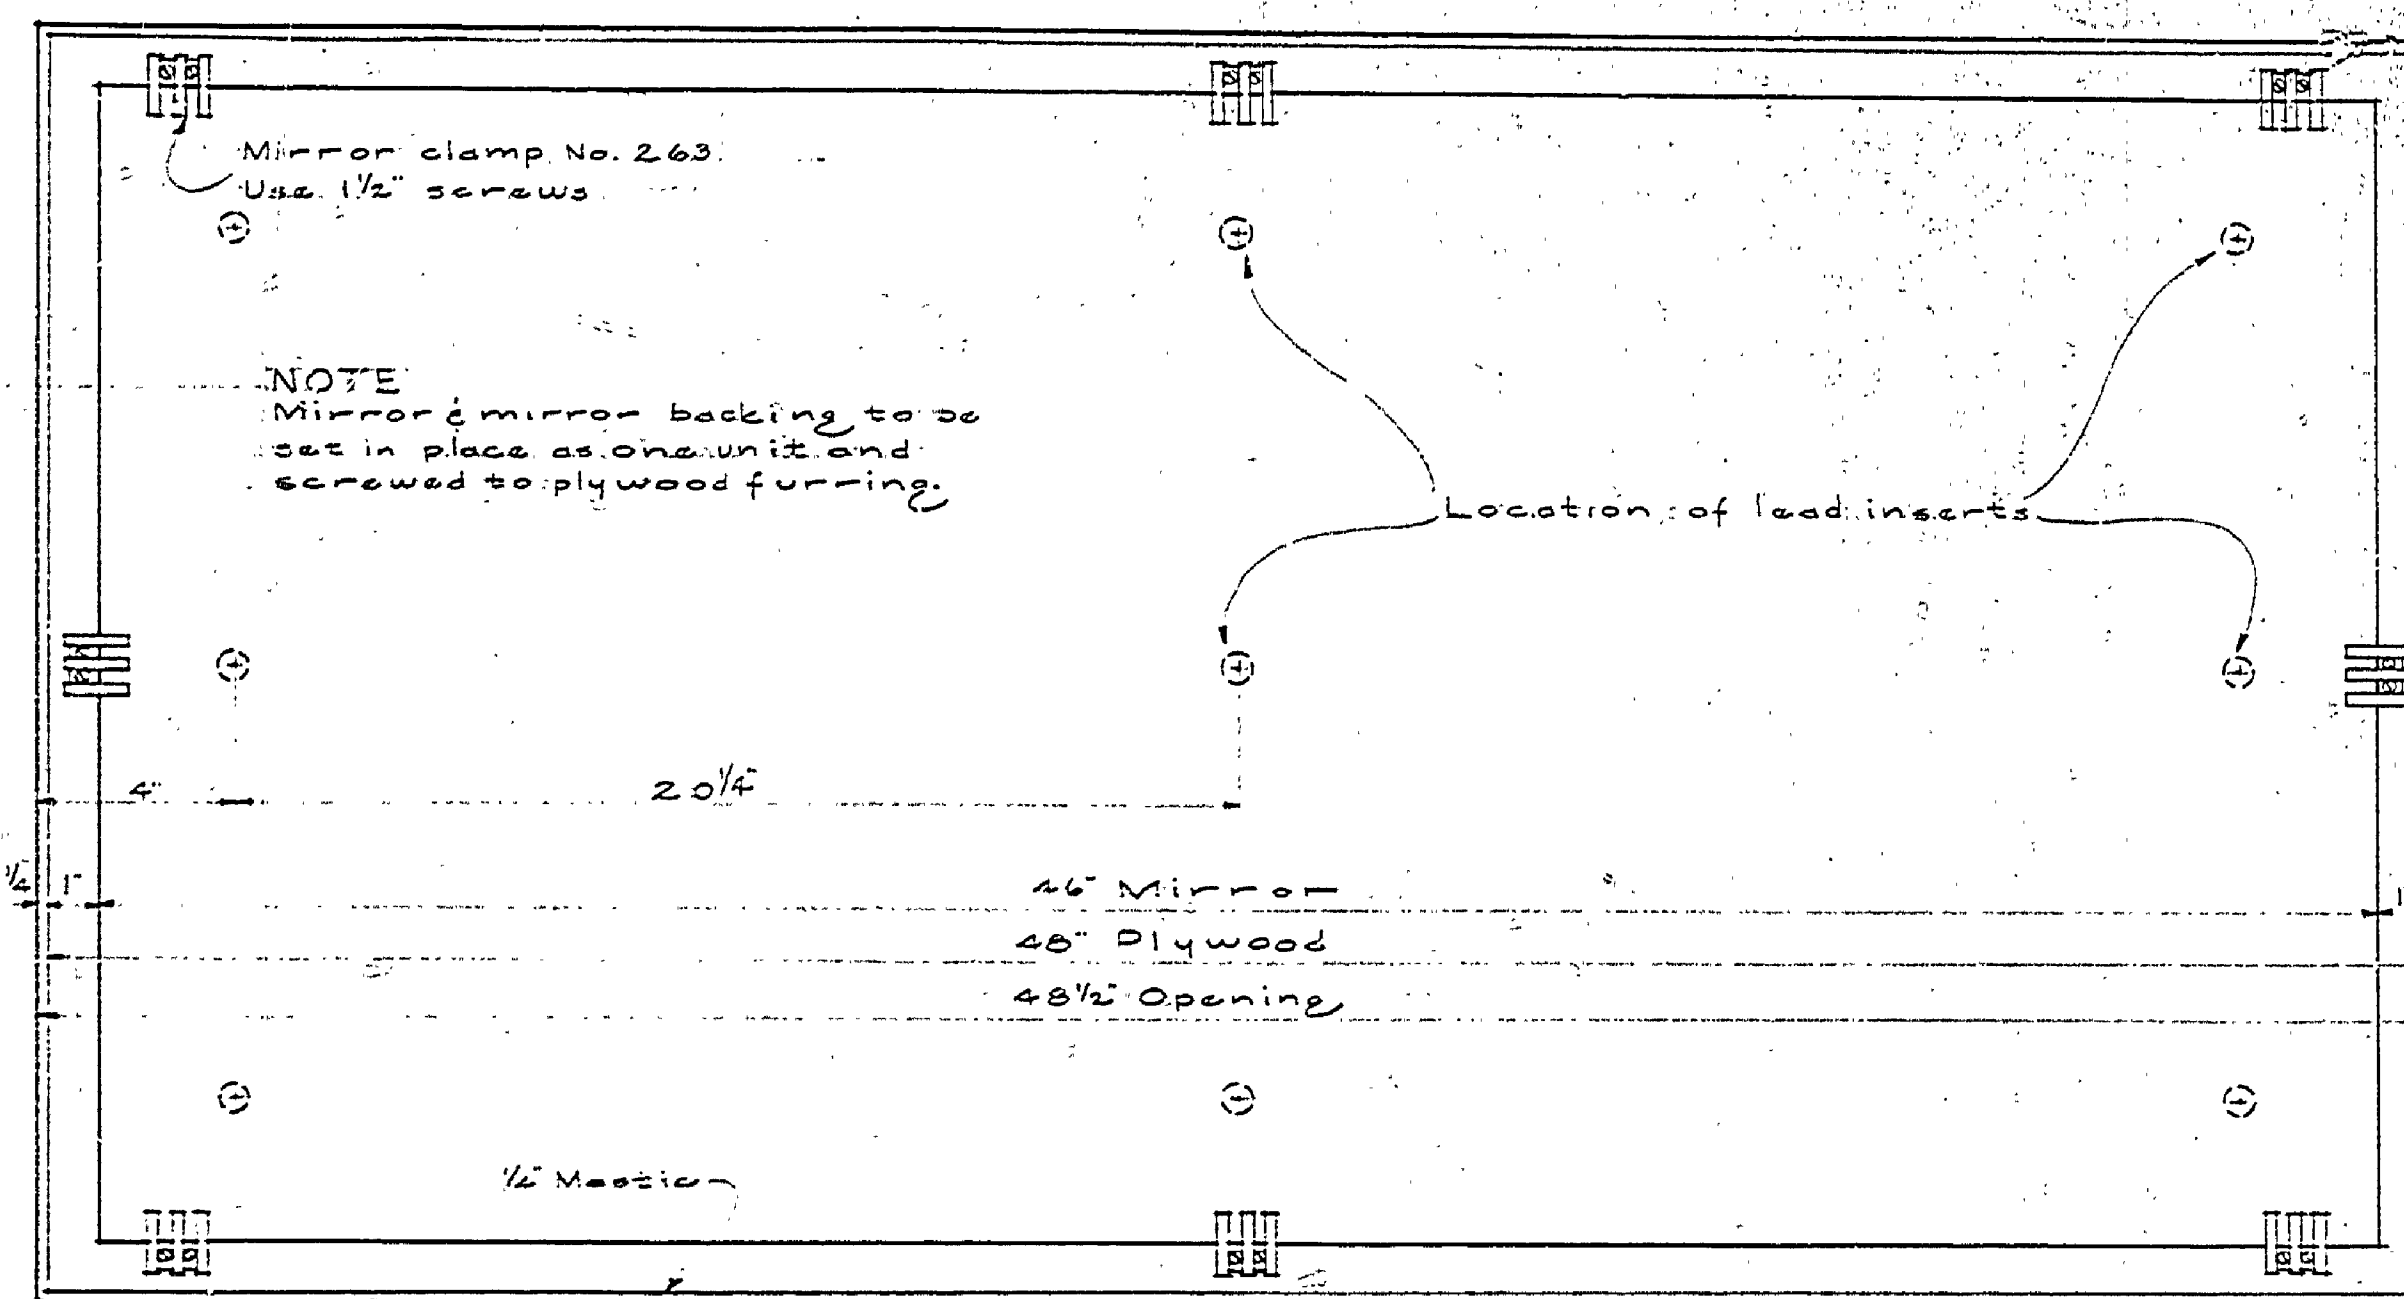 Mirror clamp No. 263.
Use 1½" screws
NOTE
Mirror & mirror backing to be
set in place as one unit and
screwed to plywood furring.
Location of lead inserts
4"
20¼"
¼
1"
46" Mirror
1
48" Plywood
48½" Opening
¼" Mastic